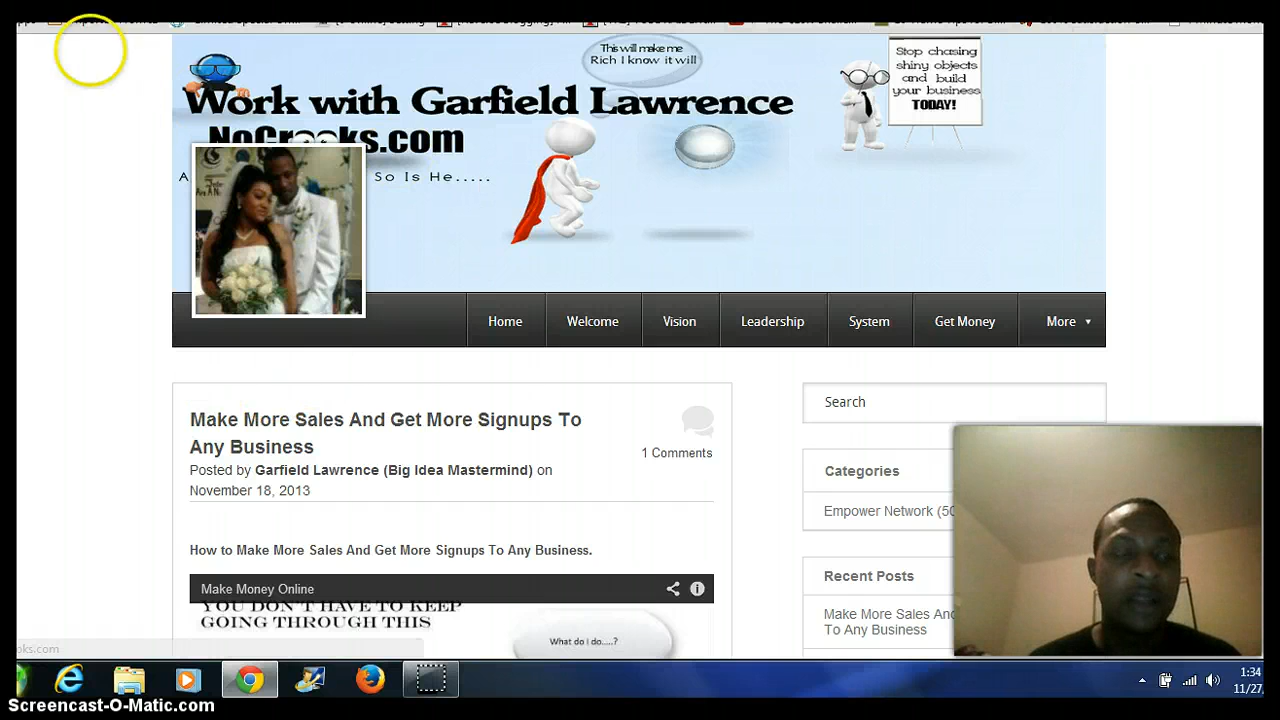 This will make me
Rich I know it will
Stop chasing
shiny objects
and build
your business
TODAY!
Work with Garfield Lawrence
So Is He.....
Home
Welcome
Vision
Leadership
System
Get Money
More
Make More Sales And Get More Signups To
Any Business
1 Comments
Posted by Garfield Lawrence (Big Idea Mastermind) on
November 18, 2013
Search
Categories
Empower Network (50
How to Make More Sales And Get More Signups To Any Business.
Make Money Online
YOU DON'T HAVE TO KEEP
GOING THROUGH THIS
What do I do.....?
Recent Posts
Make More Sales And
To Any Business
oks.com
1:34
11/27/
Screencast-O-Matic.com